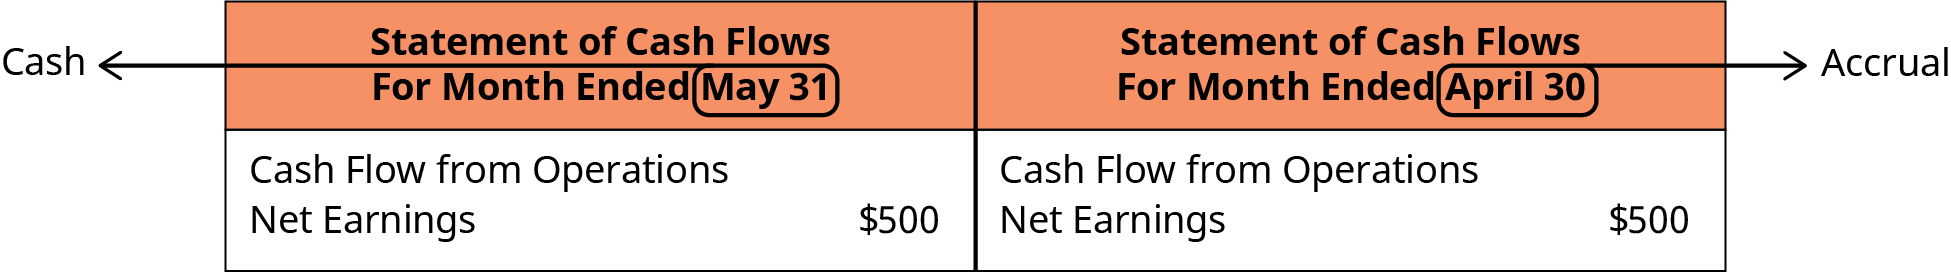 Cash
Statement of Cash Flows
For Month Ended May 31
Statement of Cash Flows
For Month Ended April 30
Accrual
Cash Flow from Operations
Net Earnings $500
Cash Flow from Operations
Net Earnings $500